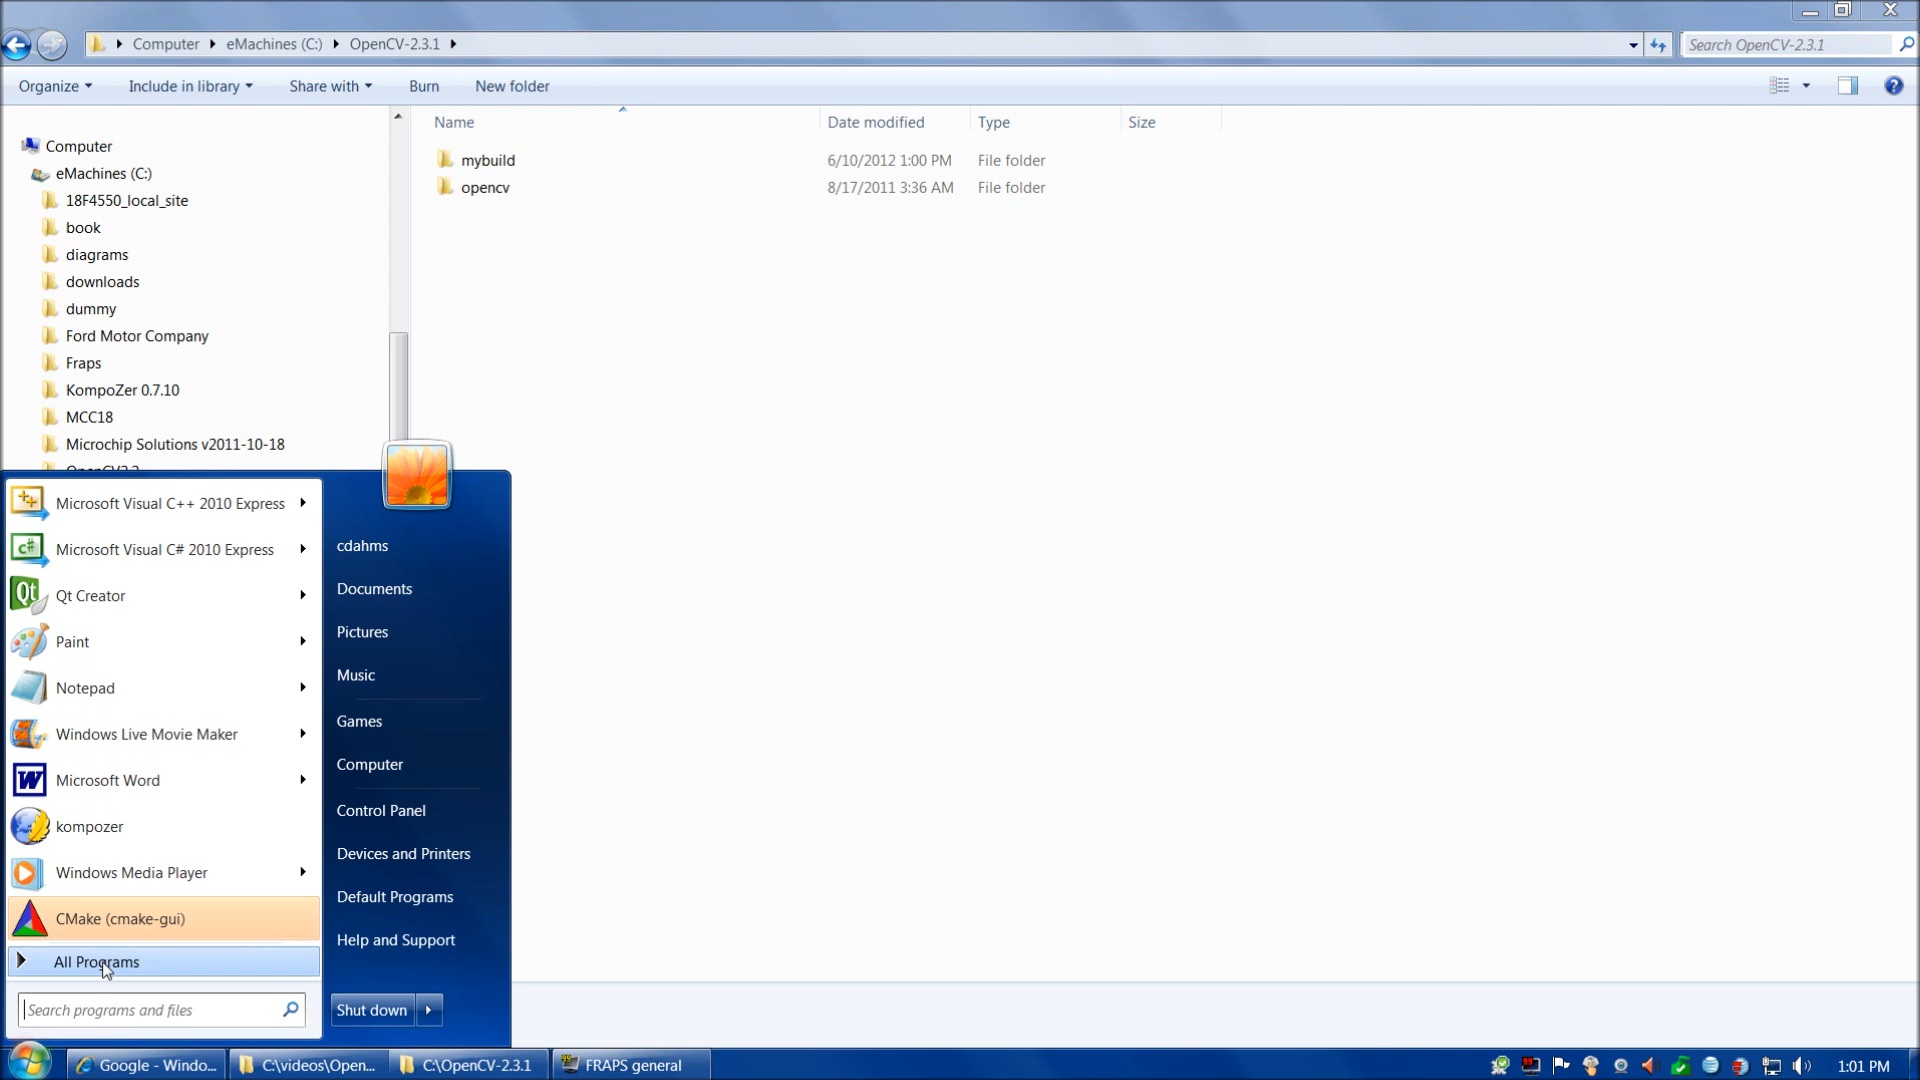 Computer
eMachines (C:)
OpenCV-2.3.1
Search OpenCV-2.3.1
Organize
Include in library
Share with
Burn
New folder
Name
Date modified
Type
Size
mybuild
6/10/2012 1:00 PM
File folder
opencv
8/17/2011 3:36 AM
File folder
Computer
eMachines (C:)
18F4550_local_site
book
diagrams
downloads
dummy
Ford Motor Company
Fraps
KompoZer 0.7.10
MCC18
Microchip Solutions v2011-10-18
Microsoft Visual C++ 2010 Express
Microsoft Visual C# 2010 Express
Qt Creator
Paint
Notepad
Windows Live Movie Maker
Microsoft Word
kompozer
Windows Media Player
CMake (cmake-gui)
All Programs
Search programs and files
cdahms
Documents
Pictures
Music
Games
Computer
Control Panel
Devices and Printers
Default Programs
Help and Support
Shut down
Google - Windo...
C:\videos\Open...
C:\OpenCV-2.3.1
FRAPS general
1:01 PM